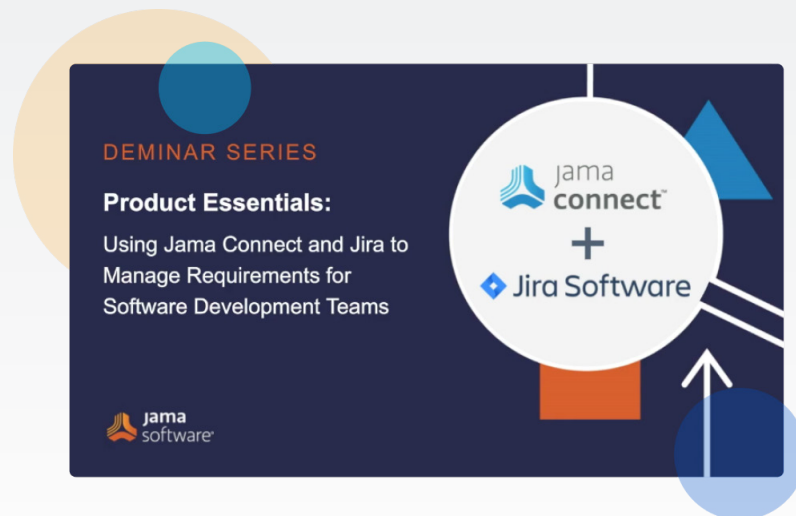 DEMINAR SERIES
Product Essentials:
Using Jama Connect and Jira to
Manage Requirements for
Software Development Teams
jama
connect™
+
Jira Software
jama
software®